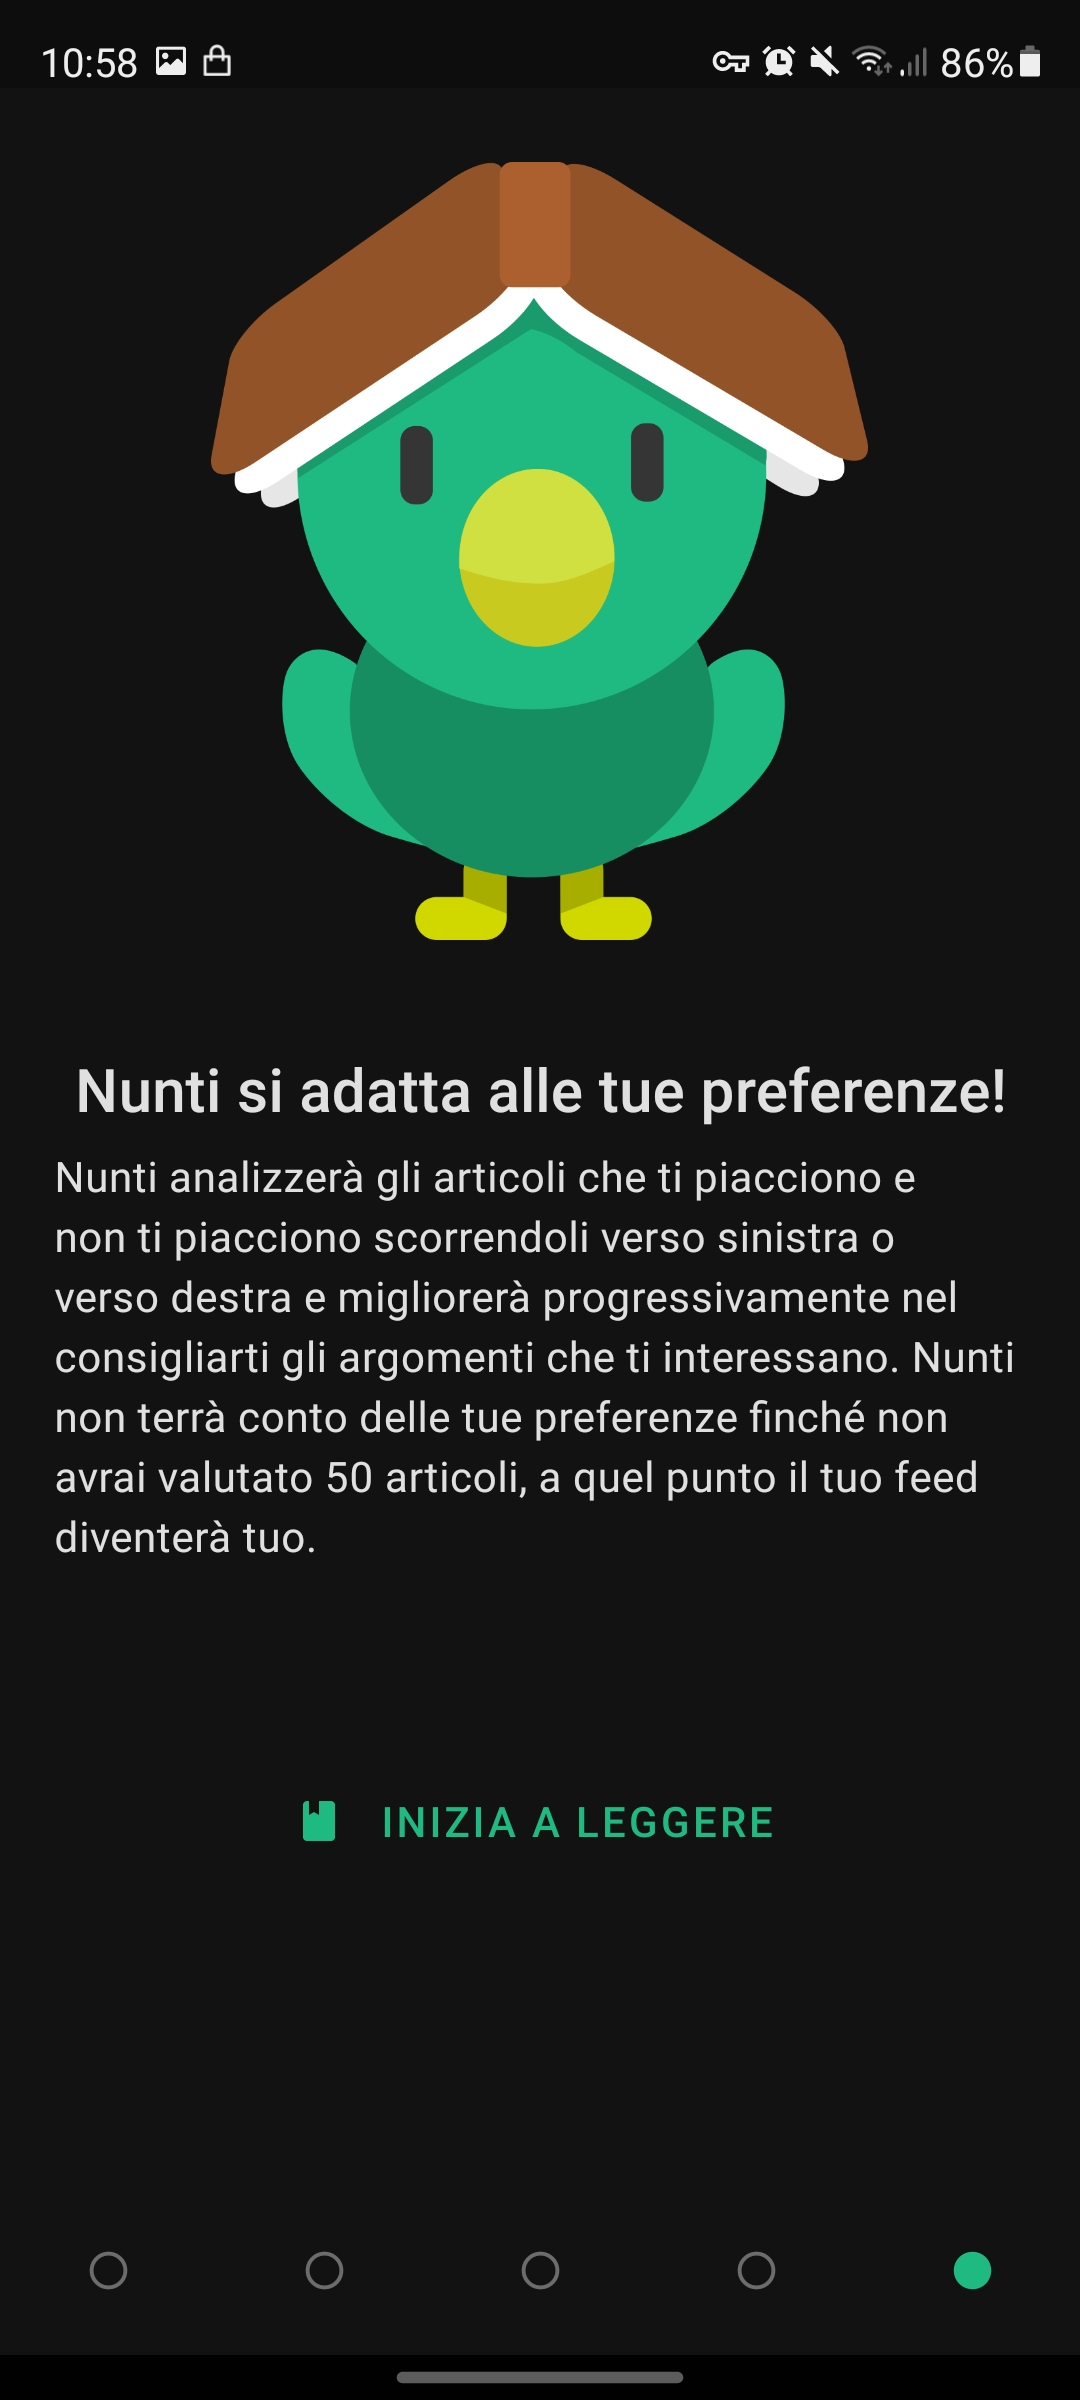 10:58
86%
Nunti si adatta alle tue preferenze!
Nunti analizzerà gli articoli che ti piacciono e
non ti piacciono scorrendoli verso sinistra o
verso destra e migliorerà progressivamente nel
consigliarti gli argomenti che ti interessano. Nunti
non terrà conto delle tue preferenze finché non
avrai valutato 50 articoli, a quel punto il tuo feed
diventerà tuo.
INIZIA A LEGGERE